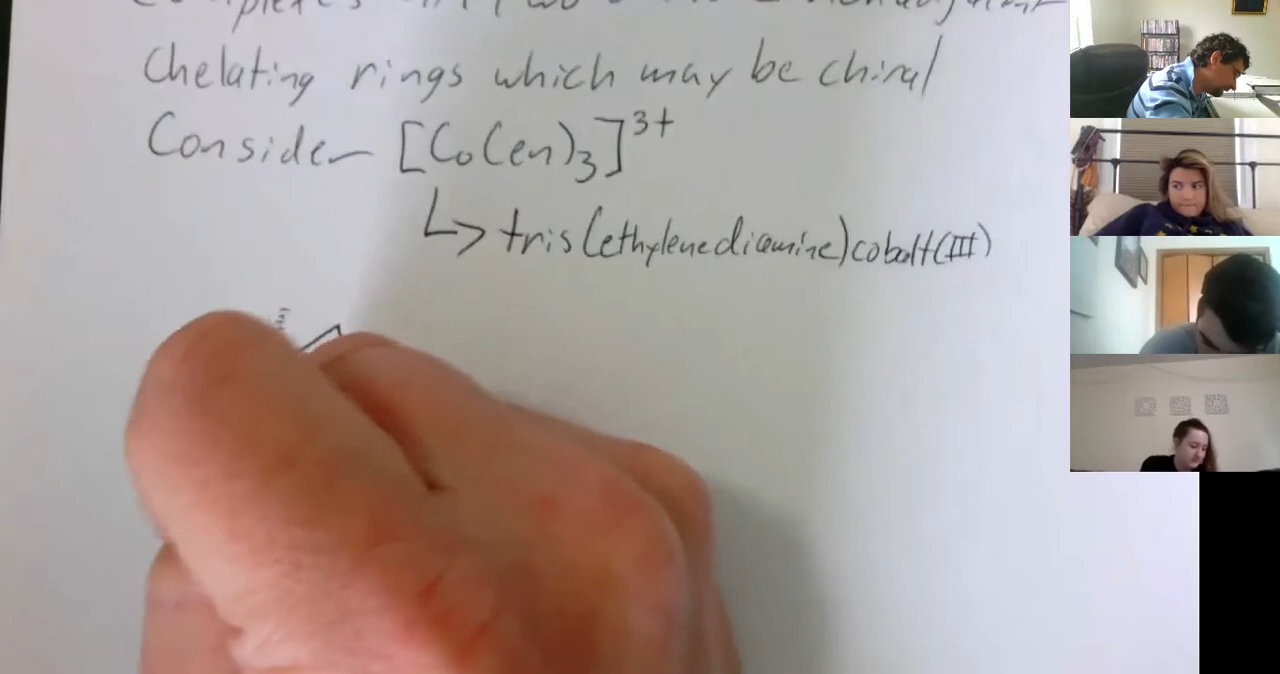 Chelating rings which may be chiral
Consider [Co(en)3]3+
↳ tris(ethylenediamine)cobalt(III)